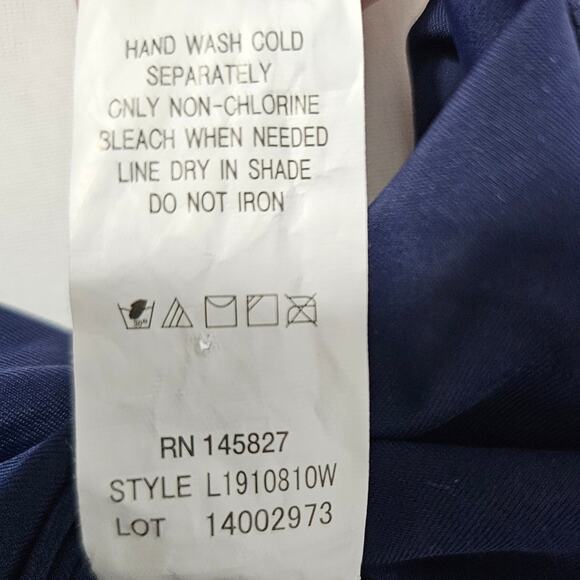 HAND WASH COLD
SEPARATELY
ONLY NON-CHLORINE
BLEACH WHEN NEEDED
LINE DRY IN SHADE
DO NOT IRON
30°
RN 145827
STYLE L1910810W
LOT 14002973